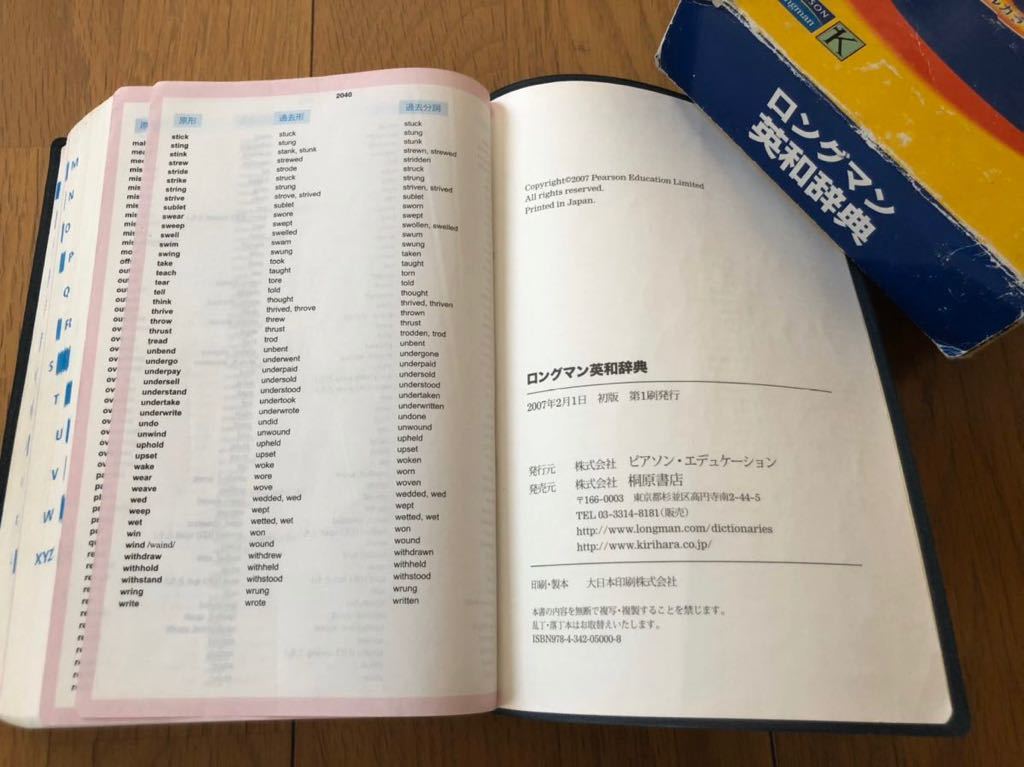 2040
原形 過去形 過去分詞
stick stuck stuck
sting stung stung
stink stank, stunk stunk
strew strewed strewn, strewed
stride strode stridden
strike struck struck
string strung strung
strive strove, strived striven, strived
sublet sublet sublet
swear swore sworn
sweep swept swept
swell swelled swollen, swelled
swim swam swum
swing swung swung
take took taken
teach taught taught
tear tore torn
tell told told
think thought thought
thrive thrived, throve thrived, thriven
throw threw thrown
thrust thrust thrust
tread trod trodden, trod
unbend unbent unbent
undergo underwent undergone
underpay underpaid underpaid
undersell undersold undersold
understand understood understood
undertake undertook undertaken
underwrite underwrote underwritten
undo undid undone
unwind unwound unwound
uphold upheld upheld
upset upset upset
wake woke woken
wear wore worn
weave wove woven
wed wedded, wed wedded, wed
weep wept wept
wet wetted, wet wetted, wet
win won won
wind /waind/ wound wound
withdraw withdrew withdrawn
withhold withheld withheld
withstand withstood withstood
wring wrung wrung
write wrote written
M
N
O
P
Q
R
S
T
U
V
W
XYZ
Copyright©2007 Pearson Education Limited
All rights reserved.
Printed in Japan.
ロングマン英和辞典
2007年2月1日 初版 第1刷発行
発行元 株式会社 ピアソン・エデュケーション
発売元 株式会社 桐原書店
〒166-0003 東京都杉並区高円寺南2-44-5
TEL 03-3314-8181(販売)
http://www.longman.com/dictionaries
http://www.kirihara.co.jp/
印刷・製本 大日本印刷株式会社
本書の内容を無断で複写・複製することを禁じます。
乱丁・落丁本はお取替えいたします。
ISBN978-4-342-05000-8
K
ロングマン
英和辞典